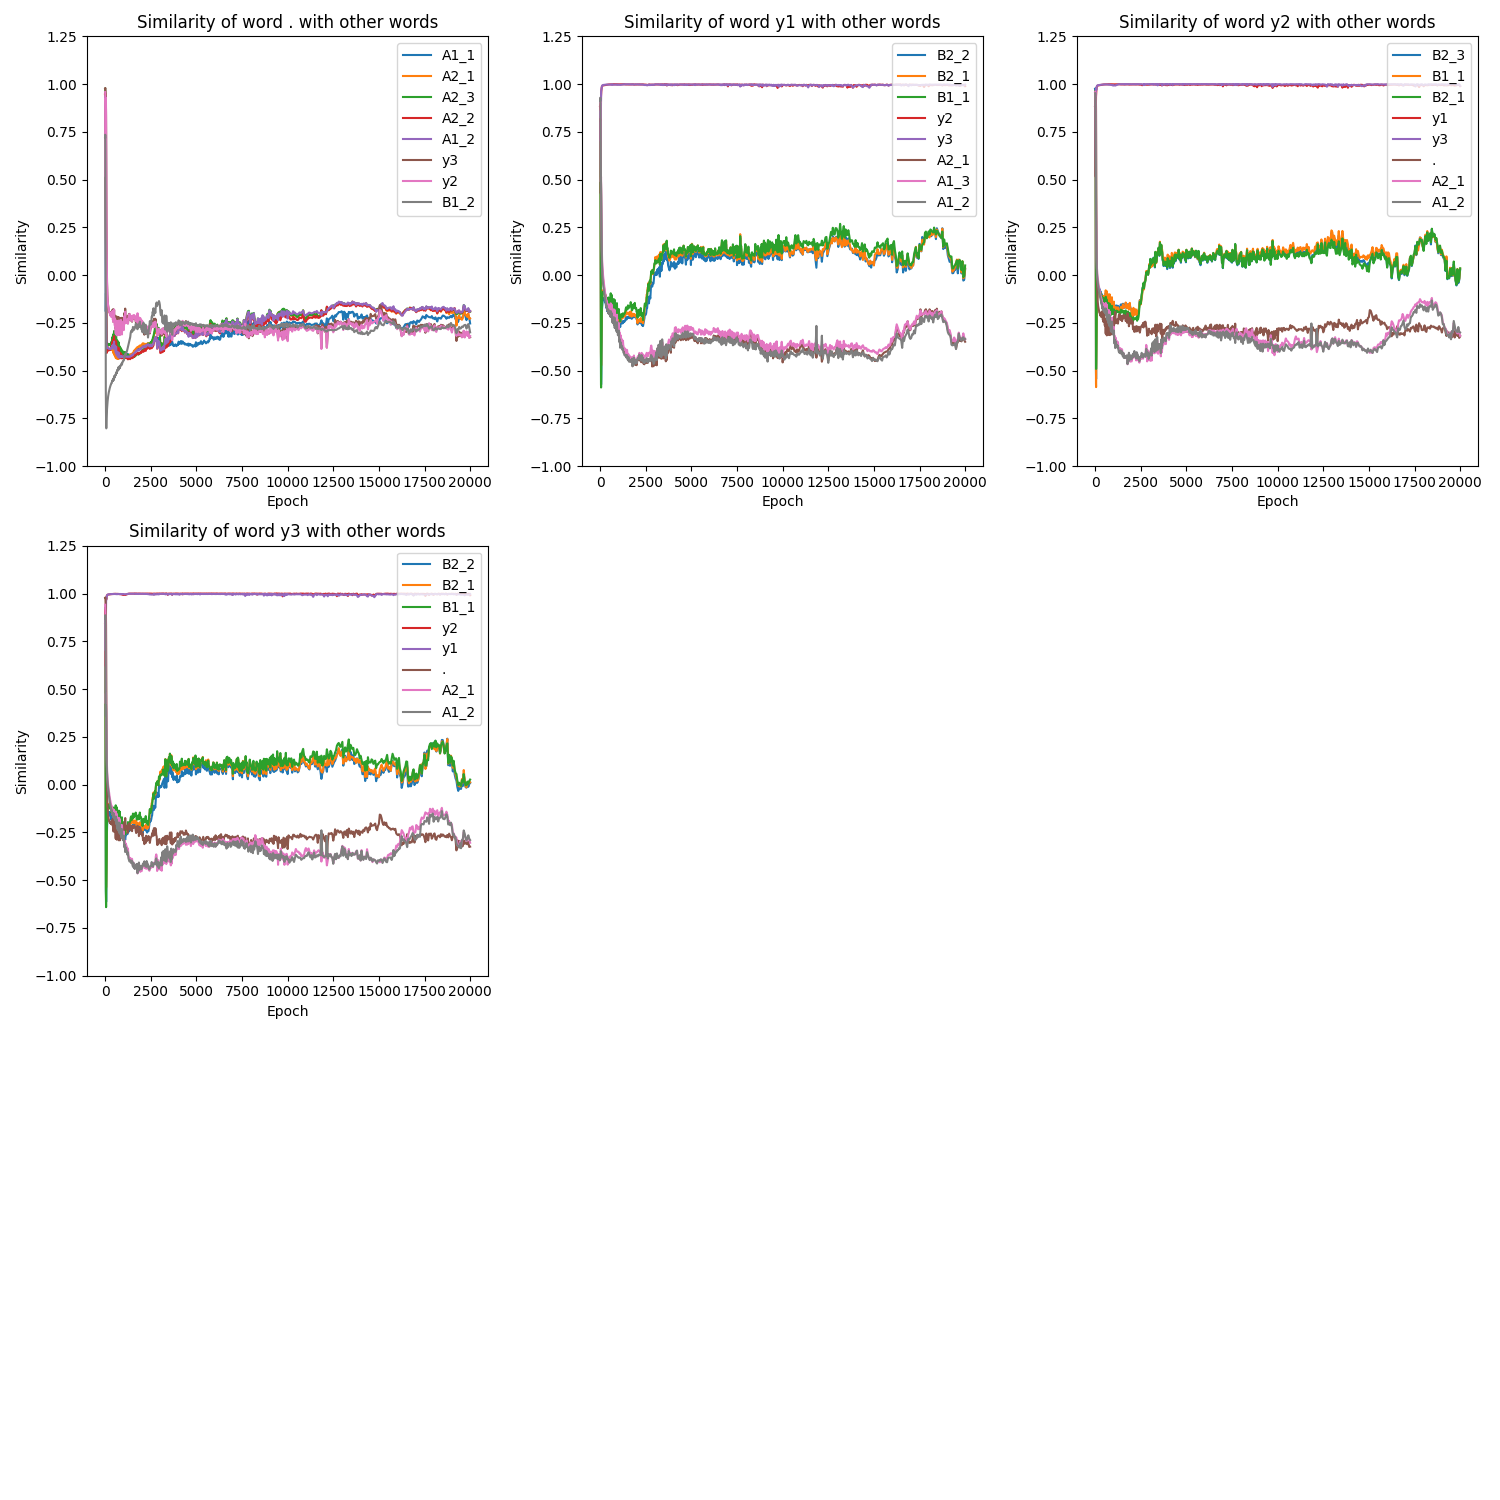 Similarity of word . with other words
1.25
1.00
0.75
0.50
0.25
0.00
−0.25
−0.50
−0.75
−1.00
Similarity
0 2500 5000 7500 10000 12500 15000 17500 20000
Epoch
A1_1
A2_1
A2_3
A2_2
A1_2
y3
y2
B1_2
Similarity of word y1 with other words
1.25
1.00
0.75
0.50
0.25
0.00
−0.25
−0.50
−0.75
−1.00
Similarity
0 2500 5000 7500 10000 12500 15000 17500 20000
Epoch
B2_2
B2_1
B1_1
y2
y3
A2_1
A1_3
A1_2
Similarity of word y2 with other words
1.25
1.00
0.75
0.50
0.25
0.00
−0.25
−0.50
−0.75
−1.00
Similarity
0 2500 5000 7500 10000 12500 15000 17500 20000
Epoch
B2_3
B1_1
B2_1
y1
y3
.
A2_1
A1_2
Similarity of word y3 with other words
1.25
1.00
0.75
0.50
0.25
0.00
−0.25
−0.50
−0.75
−1.00
Similarity
0 2500 5000 7500 10000 12500 15000 17500 20000
Epoch
B2_2
B2_1
B1_1
y2
y1
.
A2_1
A1_2